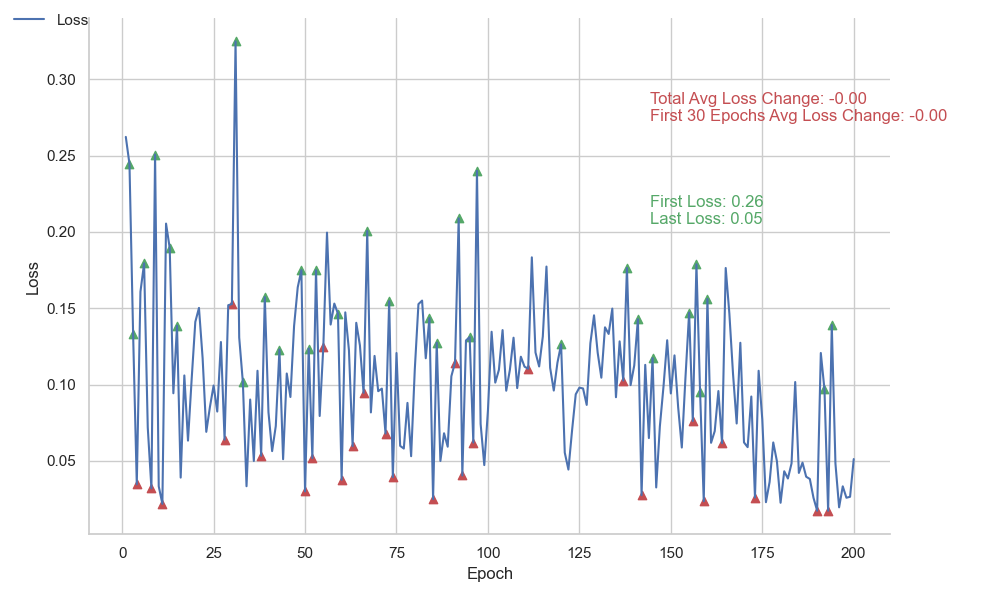 Loss
0.30
0.25
0.20
0.15
0.10
0.05
Loss
Total Avg Loss Change: -0.00
First 30 Epochs Avg Loss Change: -0.00
First Loss: 0.26
Last Loss: 0.05
0 25 50 75 100 125 150 175 200
Epoch